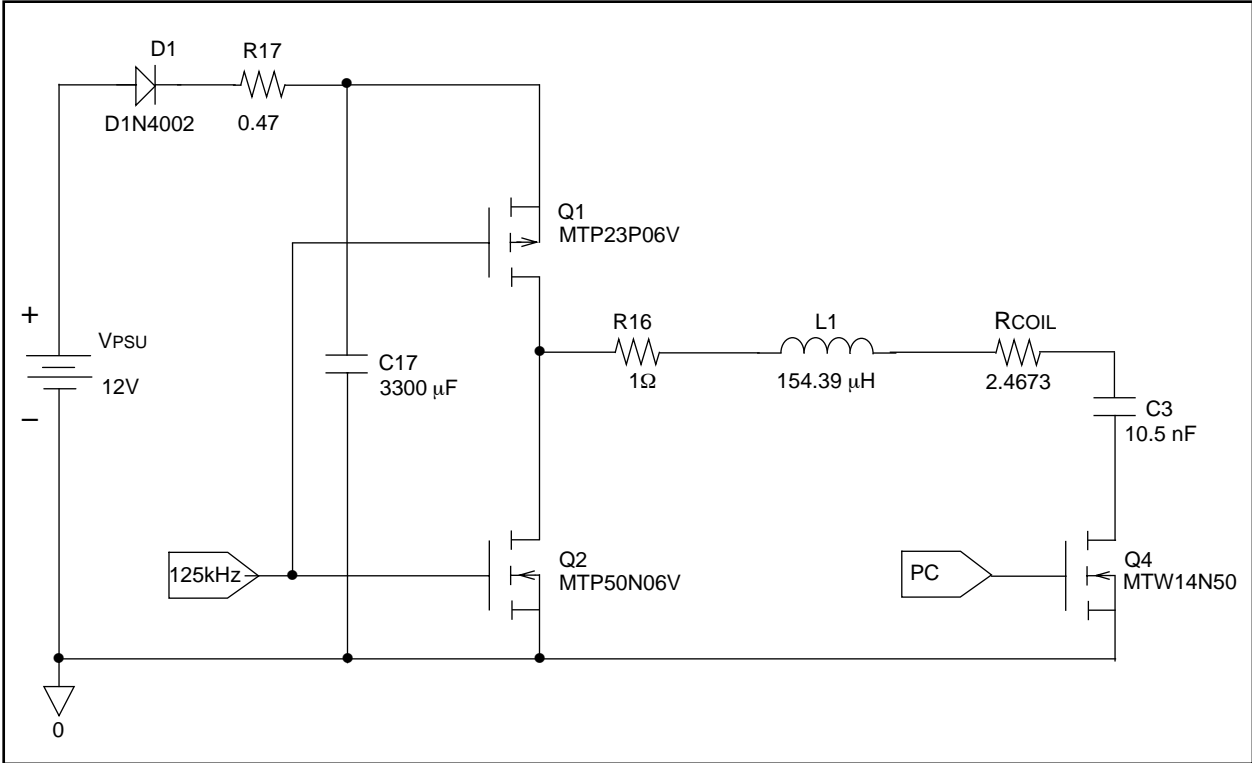 D1
R17
D1N4002
0.47
Q1
MTP23P06V
+
VPSU
12V
−
C17
3300 μF
R16
1Ω
L1
154.39 μH
RCOIL
2.4673
C3
10.5 nF
125kHz
Q2
MTP50N06V
PC
Q4
MTW14N50
0